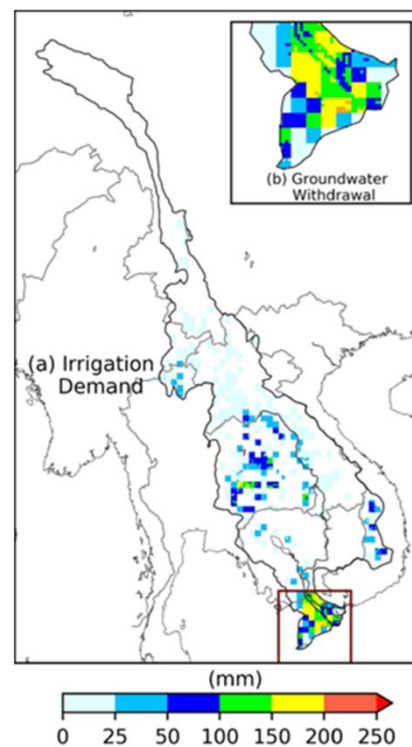 (b) Groundwater
Withdrawal
(a) Irrigation
Demand
(mm)
0 25 50 100 150 200 250